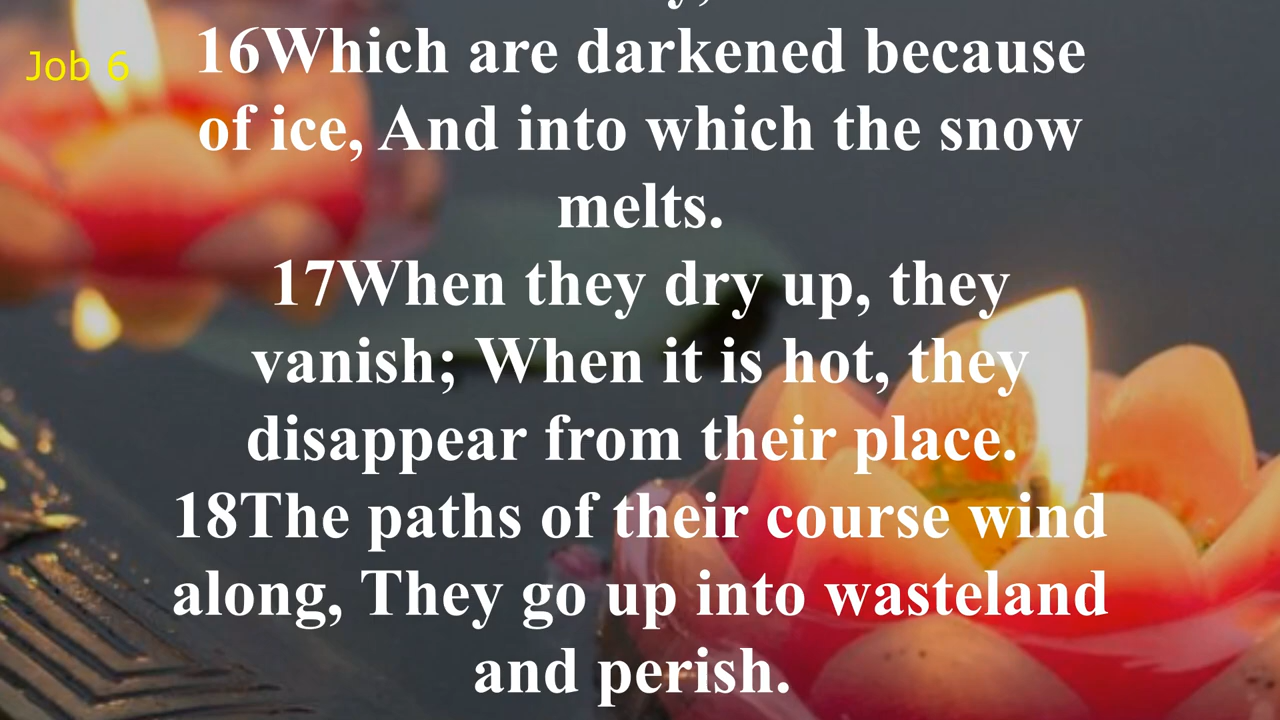 Job 6
16Which are darkened because
of ice, And into which the snow
melts.
17When they dry up, they
vanish; When it is hot, they
disappear from their place.
18The paths of their course wind
along, They go up into wasteland
and perish.